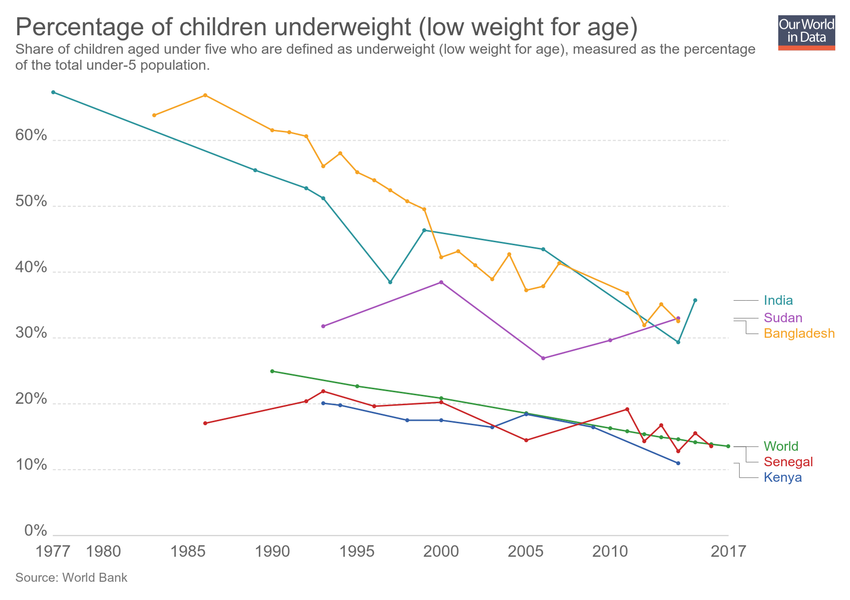 Percentage of children underweight (low weight for age)
Our World
in Data
Share of children aged under five who are defined as underweight (low weight for age), measured as the percentage
of the total under-5 population.
60%
50%
40%
30%
20%
10%
0%
India
Sudan
Bangladesh
World
Senegal
Kenya
1977 1980 1985 1990 1995 2000 2005 2010 2017
Source: World Bank